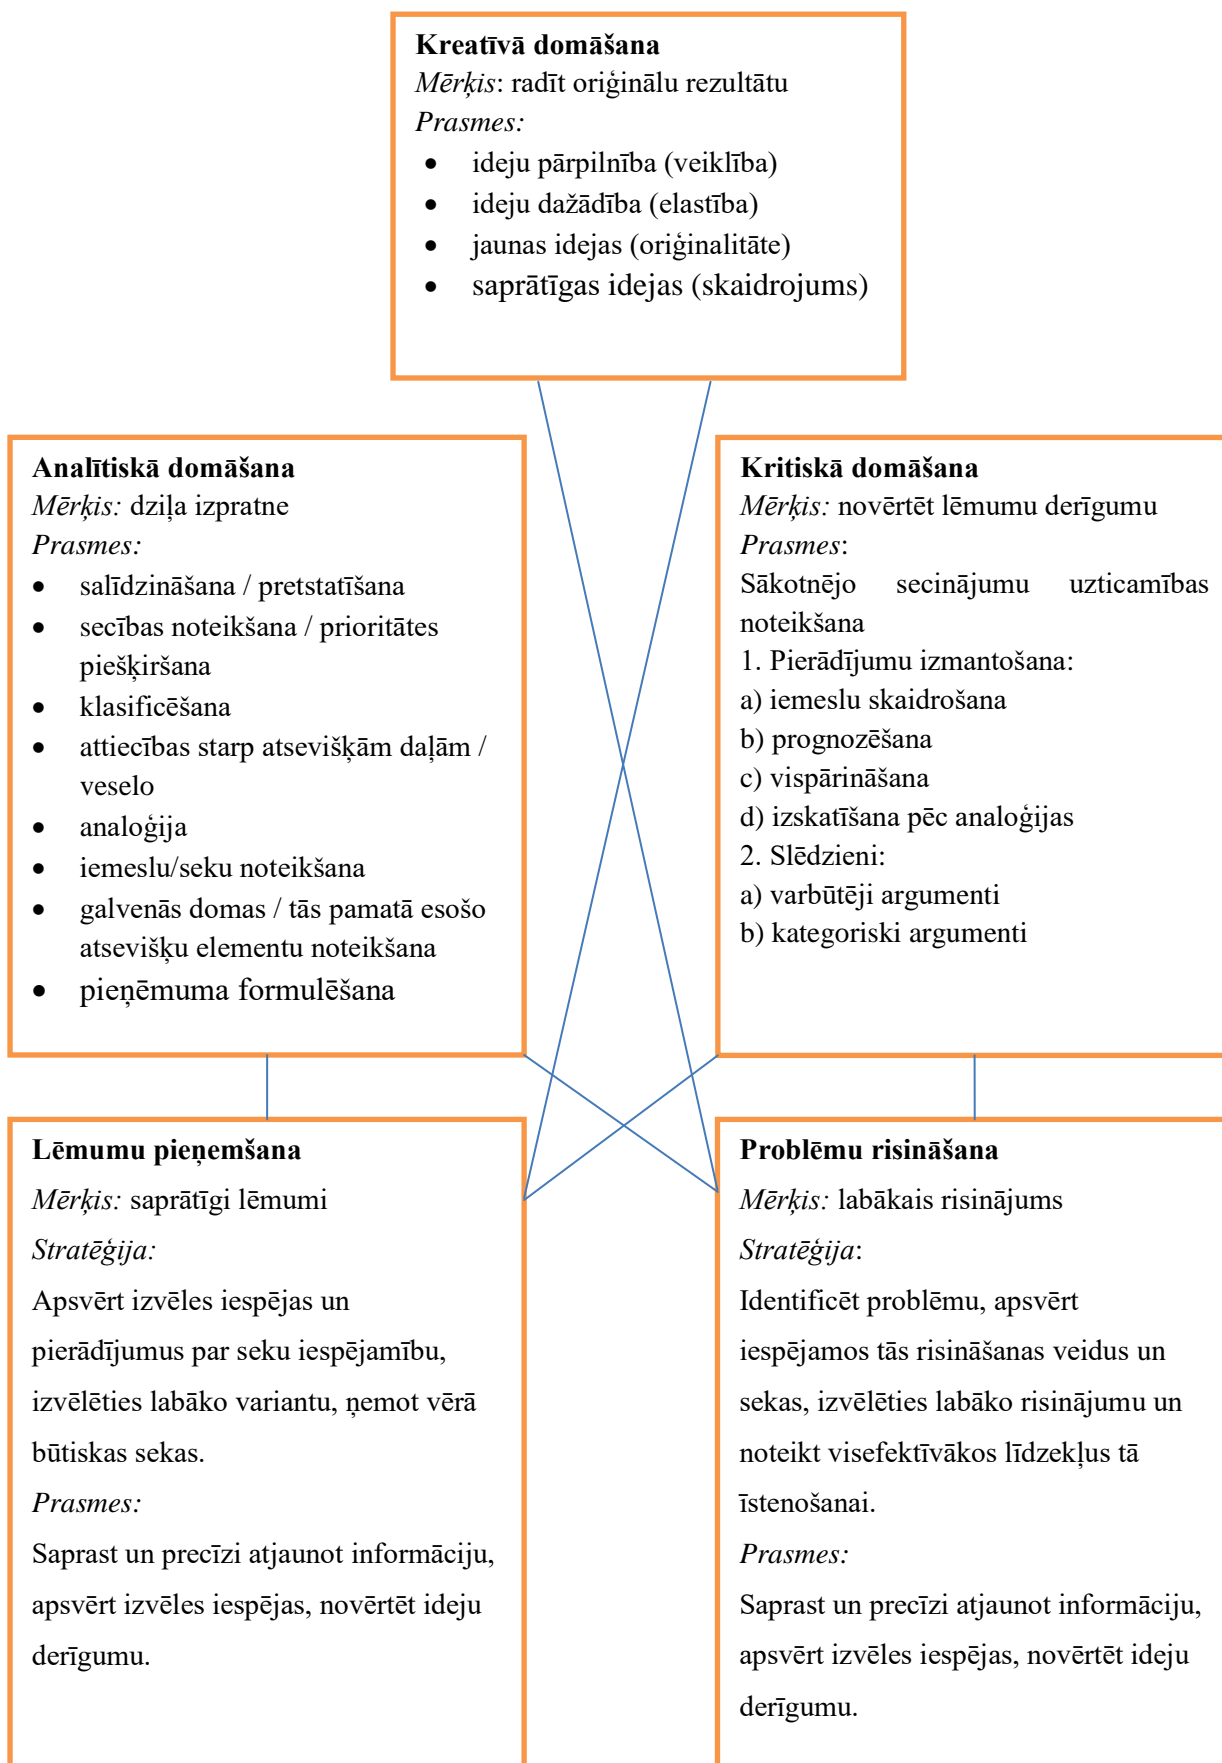 Kreatīvā domāšana
Mērķis: radīt oriģinālu rezultātu
Prasmes:
• ideju pārpilnība (veiklība)
• ideju dažādība (elastība)
• jaunas idejas (oriģinalitāte)
• saprātīgas idejas (skaidrojums)
Analītiskā domāšana
Mērķis: dziļa izpratne
Prasmes:
• salīdzināšana / pretstatīšana
• secības noteikšana / prioritātes
piešķiršana
• klasificēšana
• attiecības starp atsevišķām daļām /
veselo
• analoģija
• iemeslu/seku noteikšana
• galvenās domas / tās pamatā esošo
atsevišķu elementu noteikšana
• pieņēmuma formulēšana
Kritiskā domāšana
Mērķis: novērtēt lēmumu derīgumu
Prasmes:
Sākotnējo secinājumu uzticamības
noteikšana
1. Pierādījumu izmantošana:
a) iemeslu skaidrošana
b) prognozēšana
c) vispārināšana
d) izskatīšana pēc analoģijas
2. Slēdzieni:
a) varbūtēji argumenti
b) kategoriski argumenti
Lēmumu pieņemšana
Mērķis: saprātīgi lēmumi
Stratēģija:
Apsvērt izvēles iespējas un
pierādījumus par seku iespējamību,
izvēlēties labāko variantu, ņemot vērā
būtiskas sekas.
Prasmes:
Saprast un precīzi atjaunot informāciju,
apsvērt izvēles iespējas, novērtēt ideju
derīgumu.
Problēmu risināšana
Mērķis: labākais risinājums
Stratēģija:
Identificēt problēmu, apsvērt
iespējamos tās risināšanas veidus un
sekas, izvēlēties labāko risinājumu un
noteikt visefektīvākos līdzekļus tā
īstenošanai.
Prasmes:
Saprast un precīzi atjaunot informāciju,
apsvērt izvēles iespējas, novērtēt ideju
derīgumu.